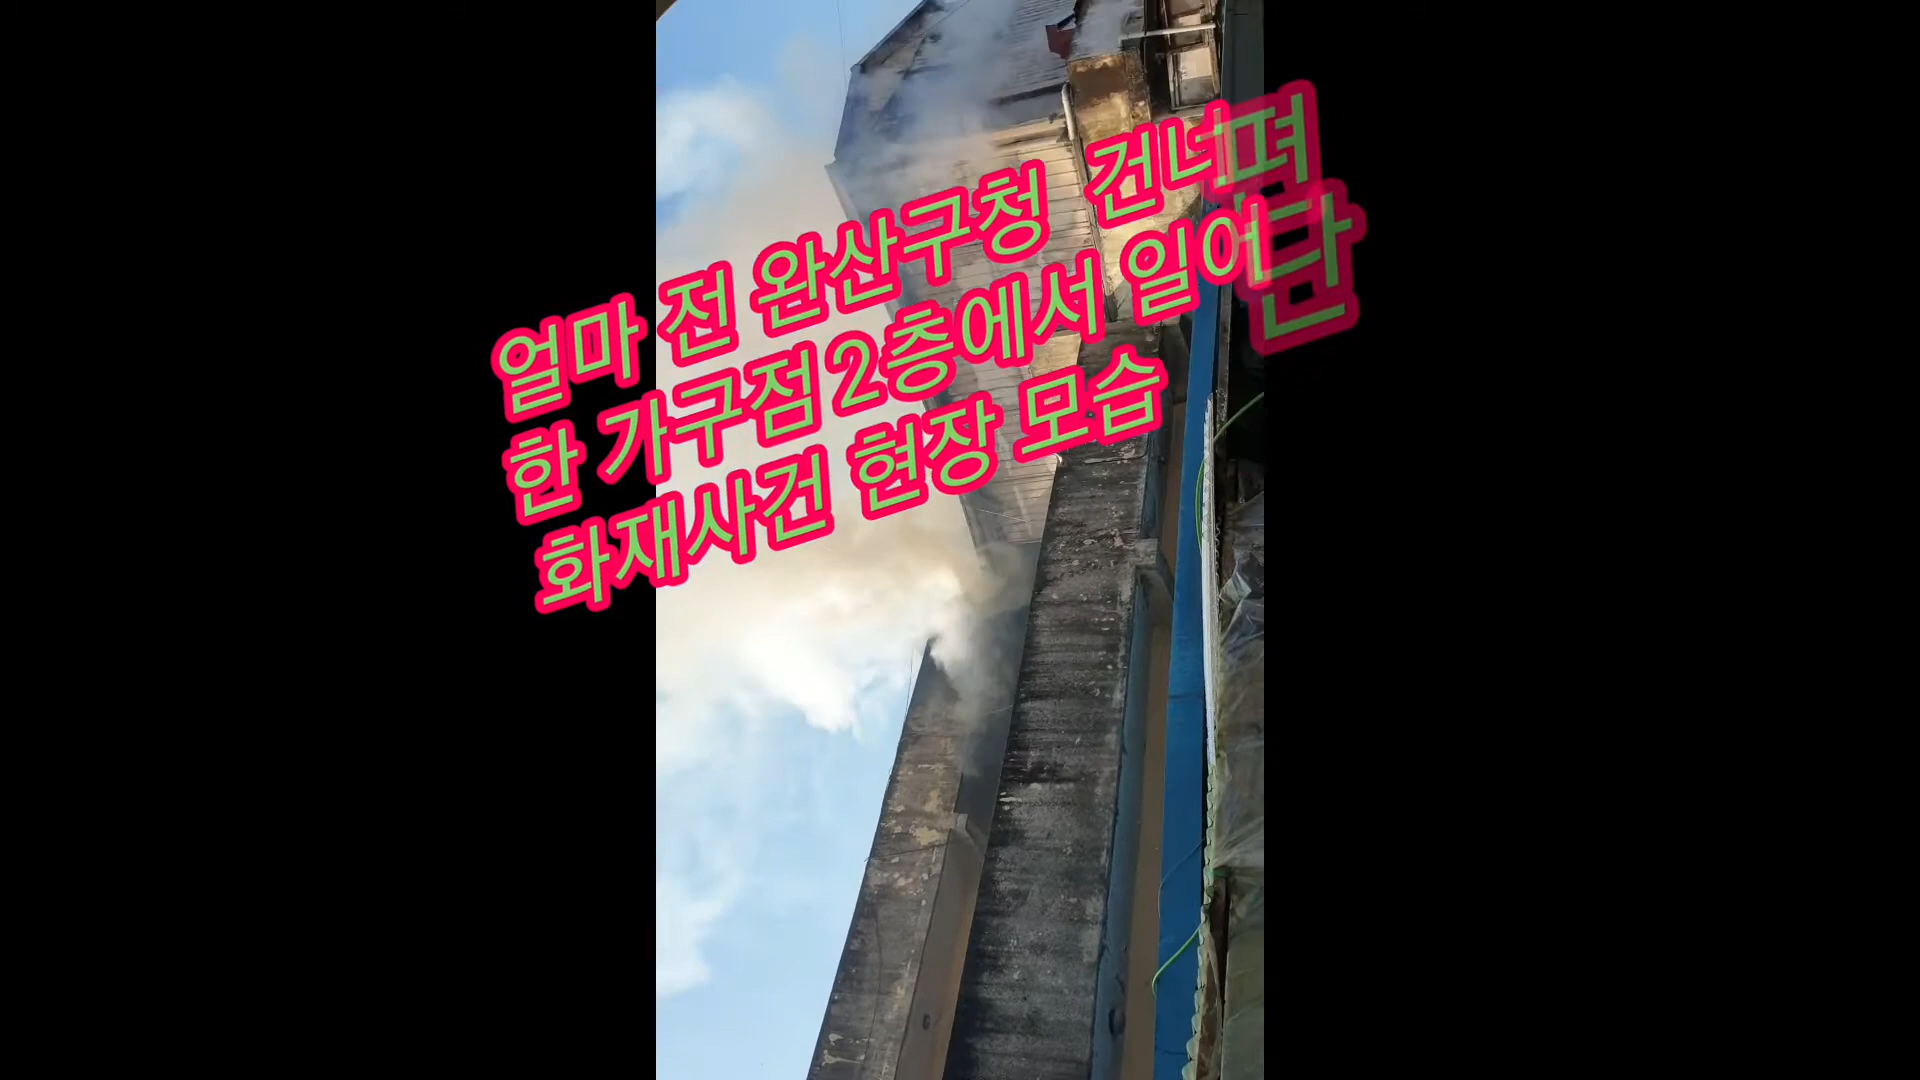 얼마 전 완산구청 건너편
한 가구점2층에서 일어난
화재사건 현장 모습